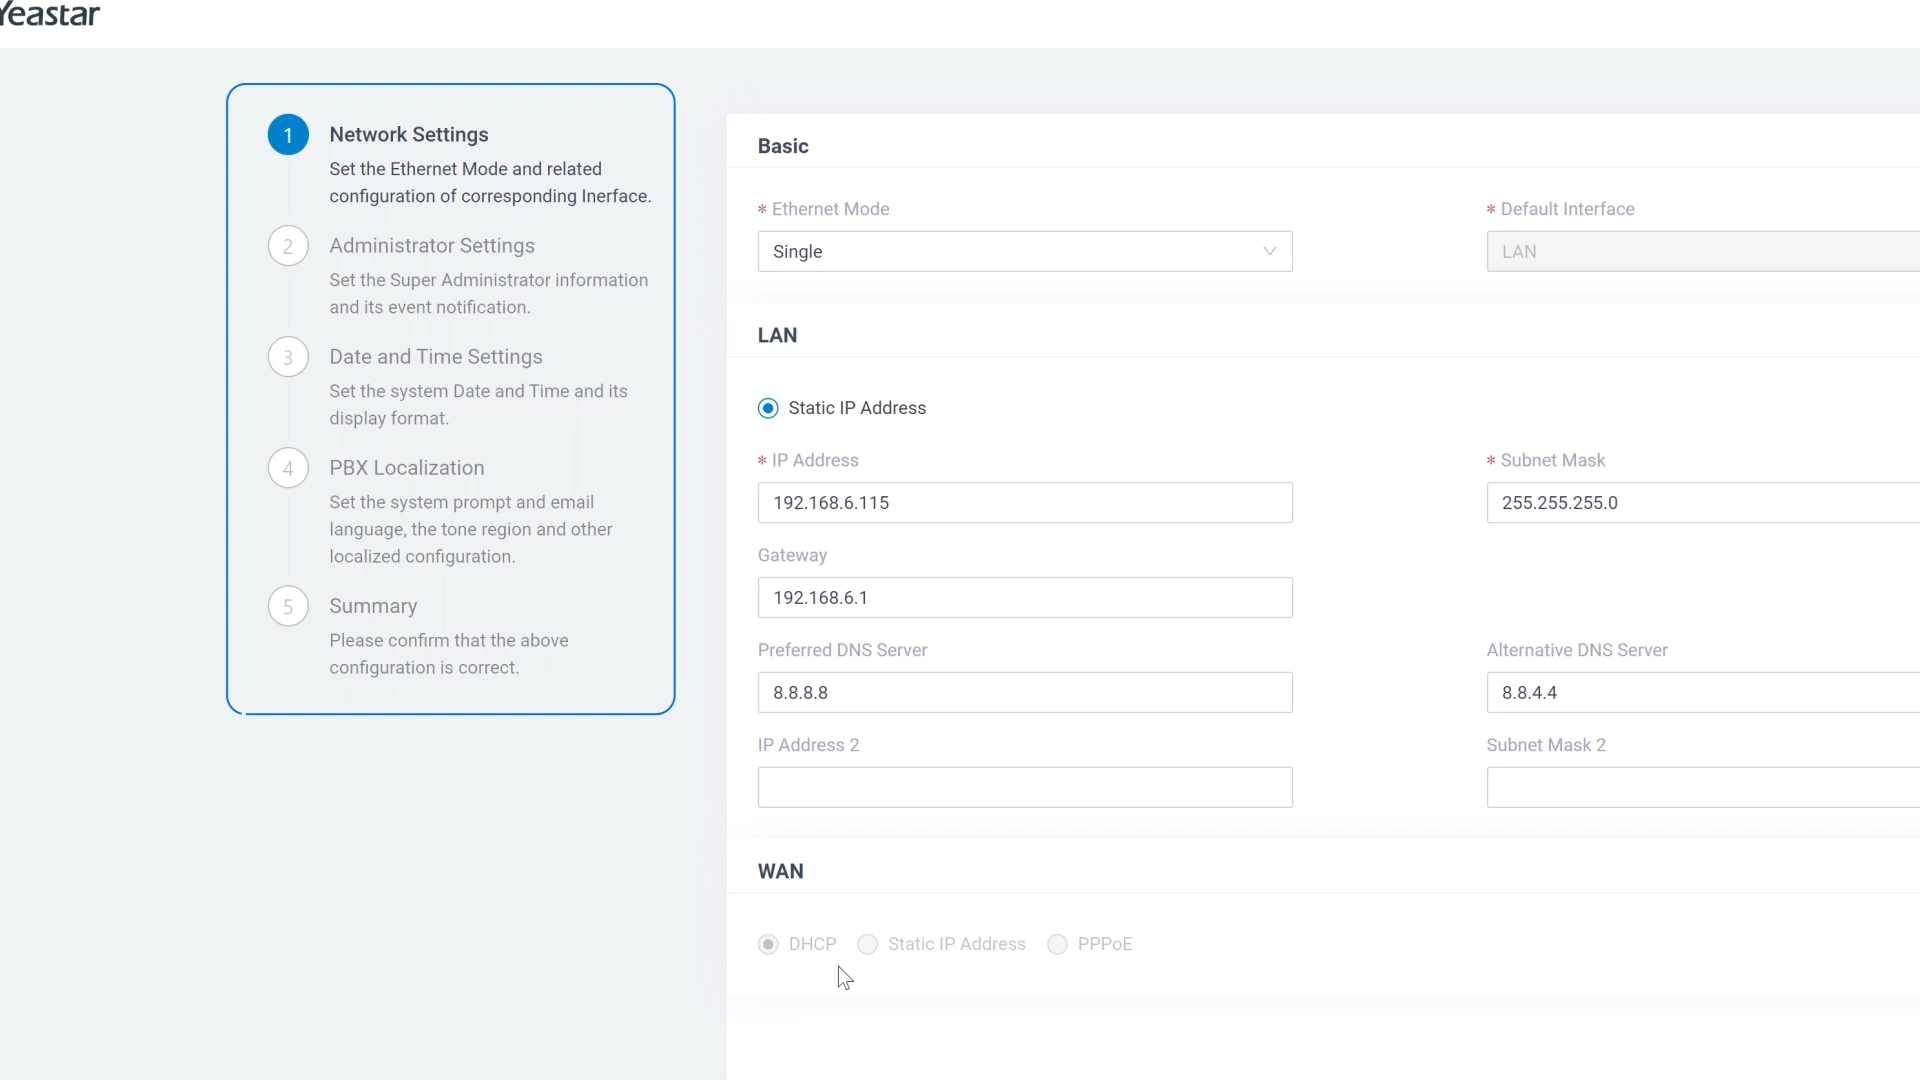 Yeastar
1
Network Settings
Set the Ethernet Mode and related
configuration of corresponding Inerface.
2
Administrator Settings
Set the Super Administrator information
and its event notification.
3
Date and Time Settings
Set the system Date and Time and its
display format.
4
PBX Localization
Set the system prompt and email
language, the tone region and other
localized configuration.
5
Summary
Please confirm that the above
configuration is correct.
Basic
* Ethernet Mode
* Default Interface
Single
LAN
LAN
Static IP Address
* IP Address
* Subnet Mask
192.168.6.115
255.255.255.0
Gateway
192.168.6.1
Preferred DNS Server
Alternative DNS Server
8.8.8.8
8.8.4.4
IP Address 2
Subnet Mask 2
WAN
DHCP Static IP Address PPPoE